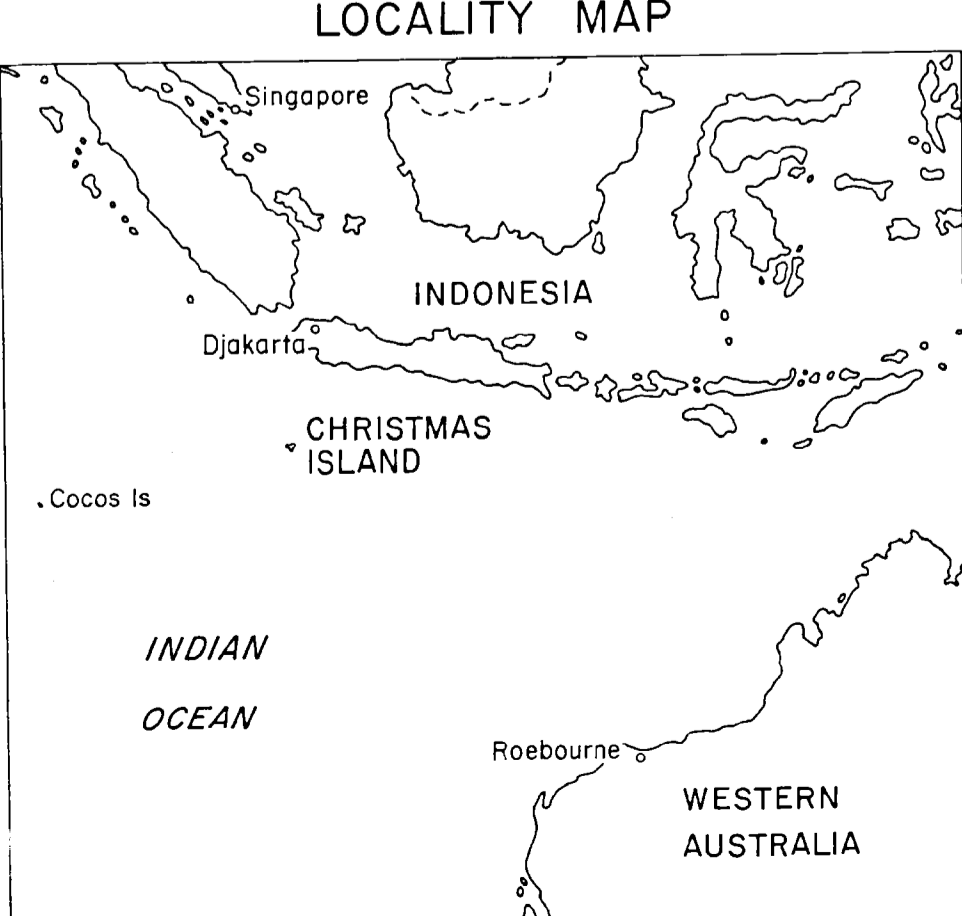 LOCALITY MAP
Singapore
INDONESIA
Djakarta
CHRISTMAS
ISLAND
Cocos Is
INDIAN
OCEAN
Roebourne
WESTERN
AUSTRALIA